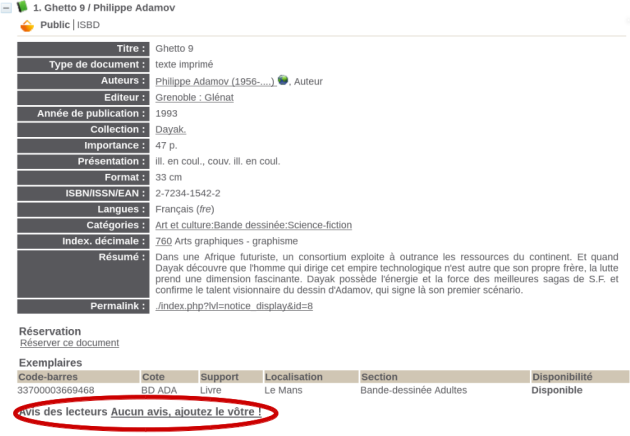 1. Ghetto 9 / Philippe Adamov
Public | ISBD
Titre : Ghetto 9
Type de document : texte imprimé
Auteurs : Philippe Adamov (1956-....) , Auteur
Editeur : Grenoble : Glénat
Année de publication : 1993
Collection : Dayak.
Importance : 47 p.
Présentation : ill. en coul., couv. ill. en coul.
Format : 33 cm
ISBN/ISSN/EAN : 2-7234-1542-2
Langues : Français (fre)
Catégories : Art et culture:Bande dessinée:Science-fiction
Index. décimale : 760 Arts graphiques - graphisme
Résumé : Dans une Afrique futuriste, un consortium exploite à outrance les ressources du continent. Et quand
Dayak découvre que l'homme qui dirige cet empire technologique n'est autre que son propre frère, la lutte
prend une dimension fascinante. Dayak possède l'énergie et la force des meilleures sagas de S.F. et
confirme le talent visionnaire du dessin d'Adamov, qui signe là son premier scénario.
Permalink : ./index.php?lvl=notice_display&id=8
Réservation
Réserver ce document
Exemplaires
Code-barres Cote Support Localisation Section Disponibilité
33700003669468 BD ADA Livre Le Mans Bande-dessinée Adultes Disponible
Avis des lecteurs Aucun avis, ajoutez le vôtre !